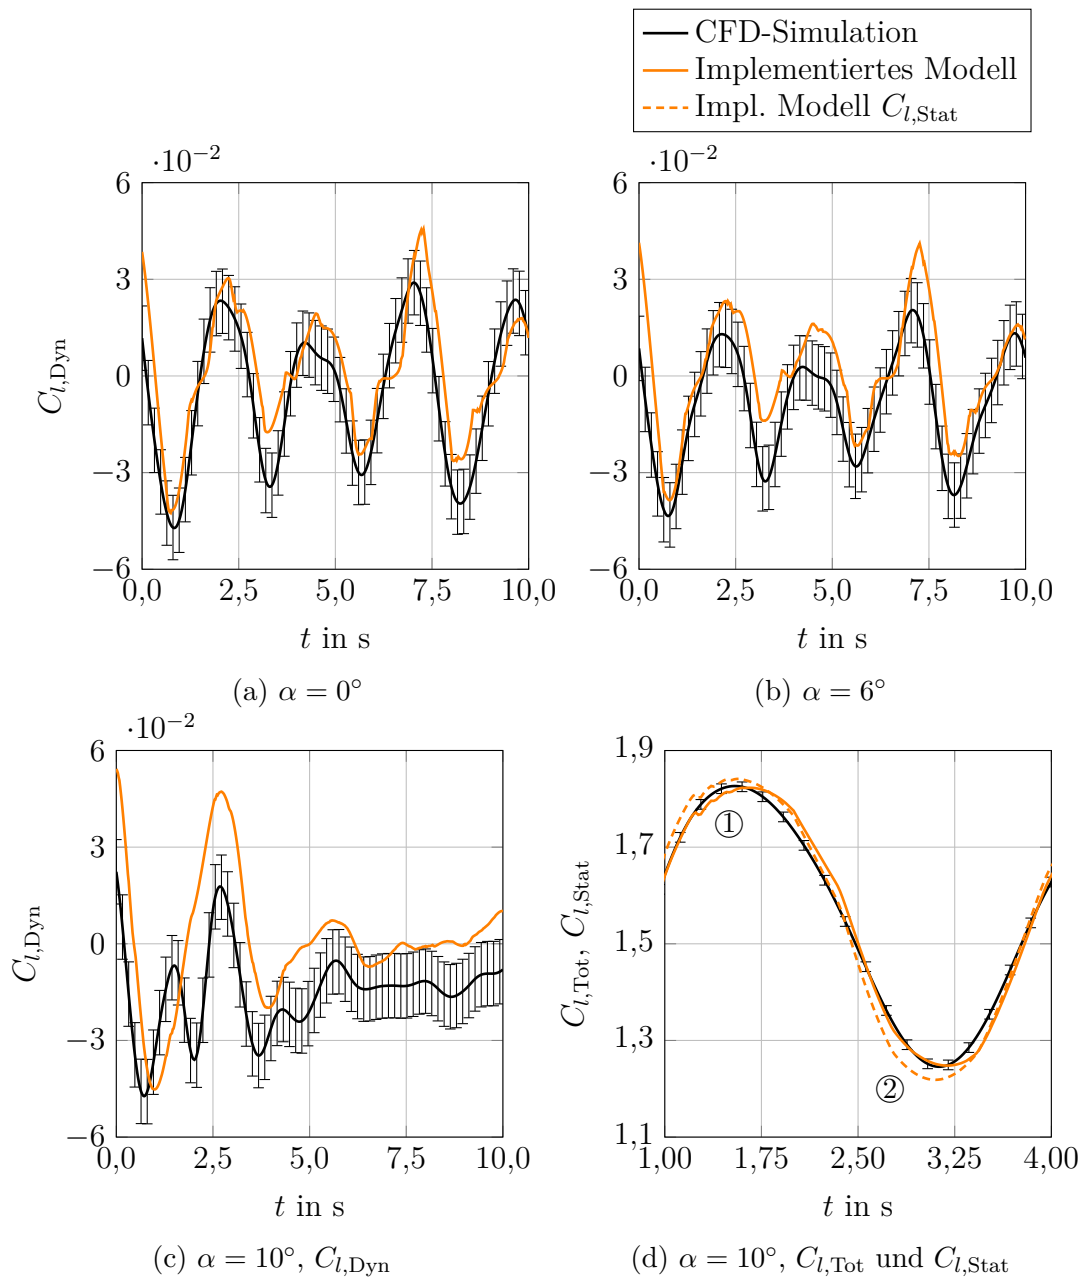 CFD-Simulation
Implementiertes Modell
Impl. Modell C_{l,Stat}
·10^{−2}
6
3
0
−3
−6
0,0 2,5 5,0 7,5 10,0
C_{l,Dyn}
t in s
(a) α = 0°
·10^{−2}
6
3
0
−3
−6
0,0 2,5 5,0 7,5 10,0
t in s
(b) α = 6°
·10^{−2}
6
3
0
−3
−6
0,0 2,5 5,0 7,5 10,0
C_{l,Dyn}
t in s
(c) α = 10°, C_{l,Dyn}
1,9
1,7
1,5
1,3
1,1
1,00 1,75 2,50 3,25 4,00
C_{l,Tot}, C_{l,Stat}
①
②
t in s
(d) α = 10°, C_{l,Tot} und C_{l,Stat}